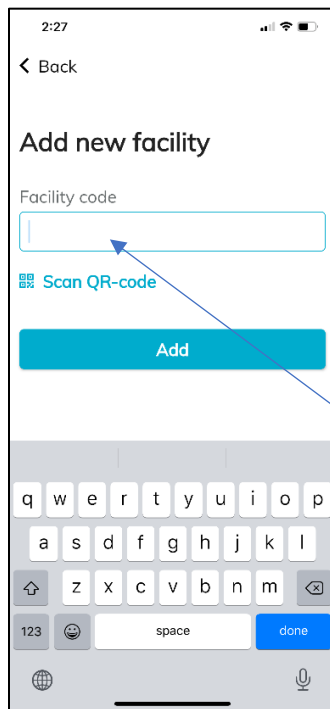 2:27
Back
Add new facility
Facility code
Scan QR-code
Add
q w e r t y u i o p
a s d f g h j k l
z x c v b n m
123 space done